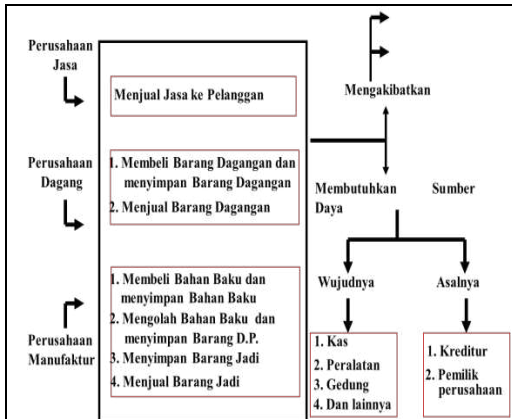 Perusahaan
Jasa
Menjual Jasa ke Pelanggan
Perusahaan
Dagang
1. Membeli Barang Dagangan dan
menyimpan Barang Dagangan
2. Menjual Barang Dagangan
Perusahaan
Manufaktur
1. Membeli Bahan Baku dan
menyimpan Bahan Baku
2. Mengolah Bahan Baku dan
menyimpan Barang D.P.
3. Menyimpan Barang Jadi
4. Menjual Barang Jadi
Mengakibatkan
Membutuhkan Sumber
Daya
Wujudnya
1. Kas
2. Peralatan
3. Gedung
4. Dan lainnya
Asalnya
1. Kreditur
2. Pemilik
perusahaan